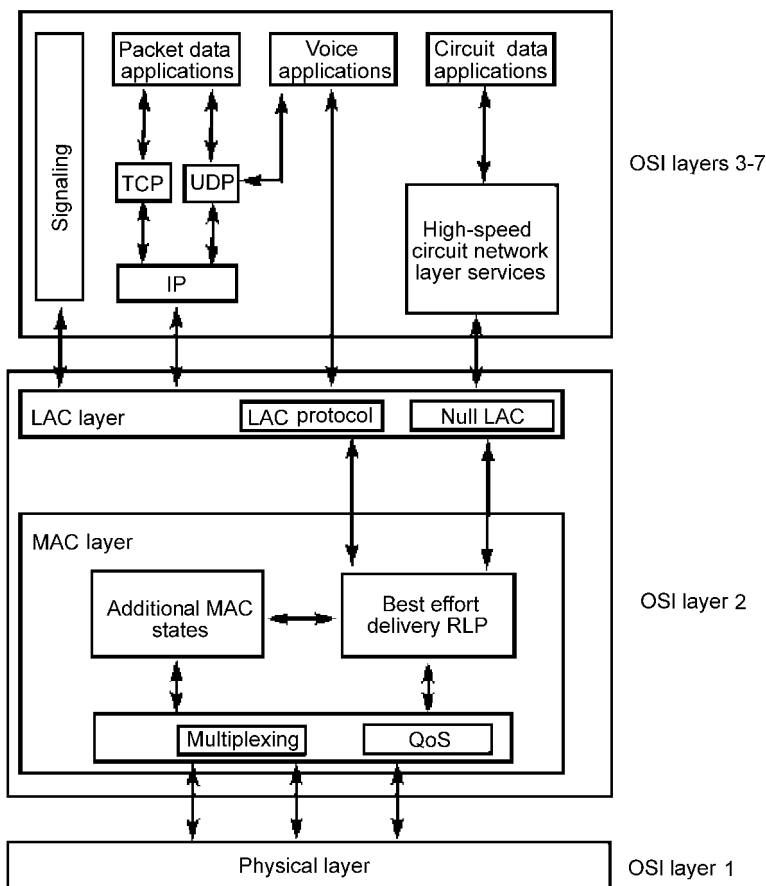 Packet data
applications
Voice
applications
Circuit data
applications
Signaling
TCP
UDP
IP
High-speed
circuit network
layer services
OSI layers 3-7
LAC layer
LAC protocol
Null LAC
MAC layer
Additional MAC
states
Best effort
delivery RLP
Multiplexing
QoS
OSI layer 2
Physical layer
OSI layer 1